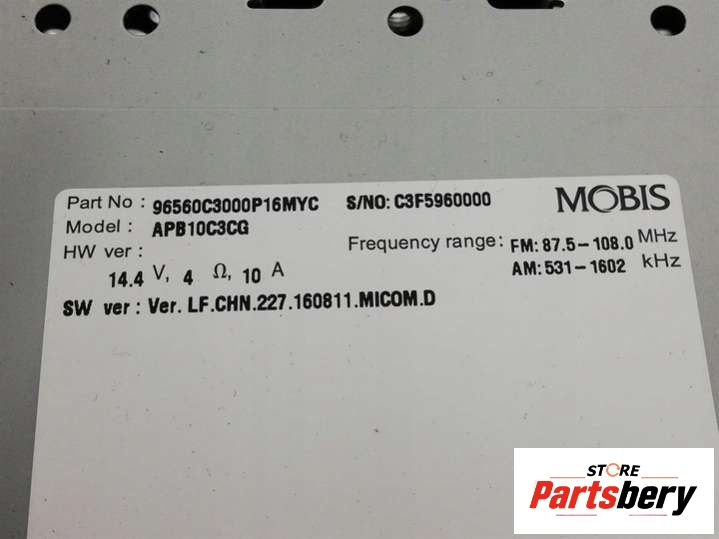 Part No : 96560C3000P16MYC S/NO: C3F5960000 MOBIS
Model : APB10C3CG
HW ver : Frequency range: FM: 87.5-108.0 MHz
14.4 V, 4 Ω, 10 A AM: 531-1602 kHz
SW ver : Ver. LF.CHN.227.160811.MICOM.D
STORE
Partsbery